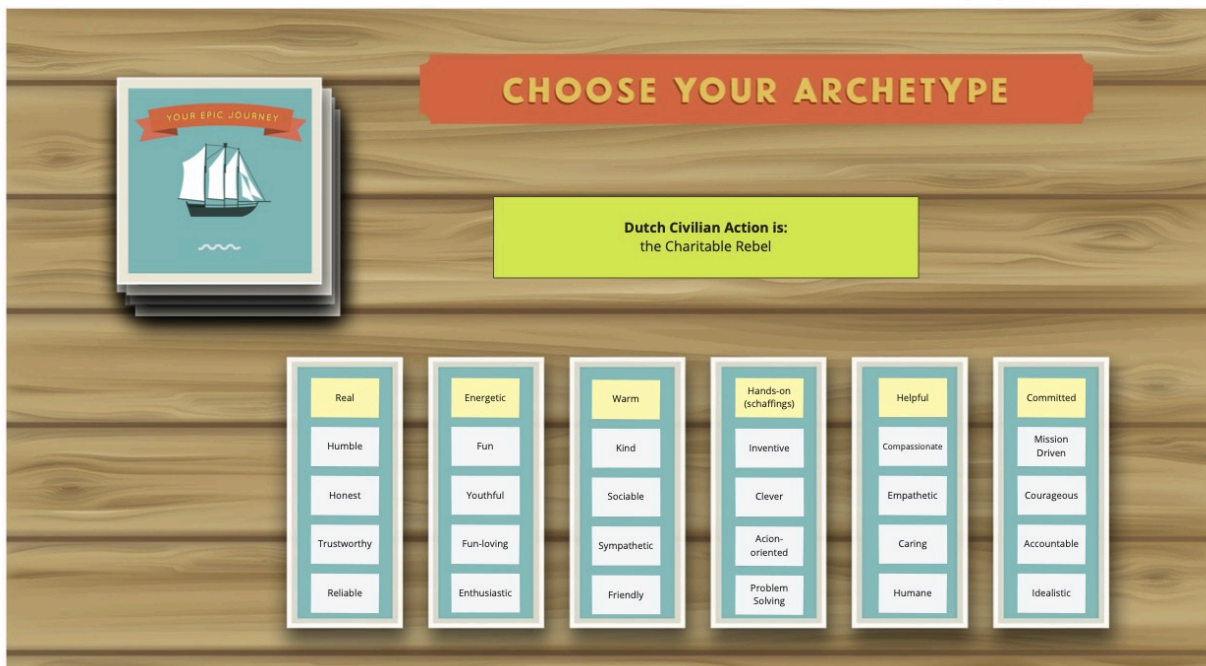 CHOOSE YOUR ARCHETYPE
YOUR EPIC JOURNEY
Dutch Civilian Action is:
the Charitable Rebel
Real
Humble
Honest
Trustworthy
Reliable
Energetic
Fun
Youthful
Fun-loving
Enthusiastic
Warm
Kind
Sociable
Sympathetic
Friendly
Hands-on
(schaffings)
Inventive
Clever
Acion-
oriented
Problem
Solving
Helpful
Compassionate
Empathetic
Caring
Humane
Committed
Mission
Driven
Courageous
Accountable
Idealistic